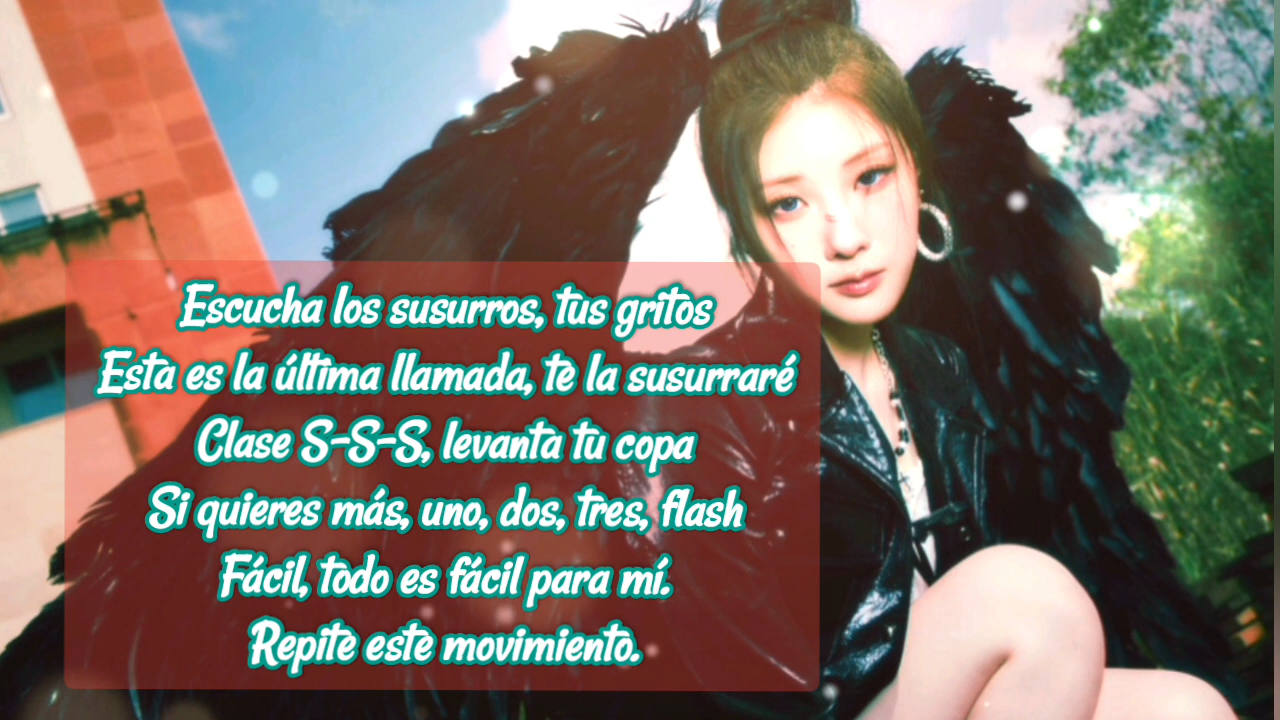 Escucha los susurros, tus gritos
Esta es la última llamada, te la susurraré
Clase S-S-S, levanta tu copa
Si quieres más, uno, dos, tres, flash
Fácil, todo es fácil para mí.
Repite este movimiento.